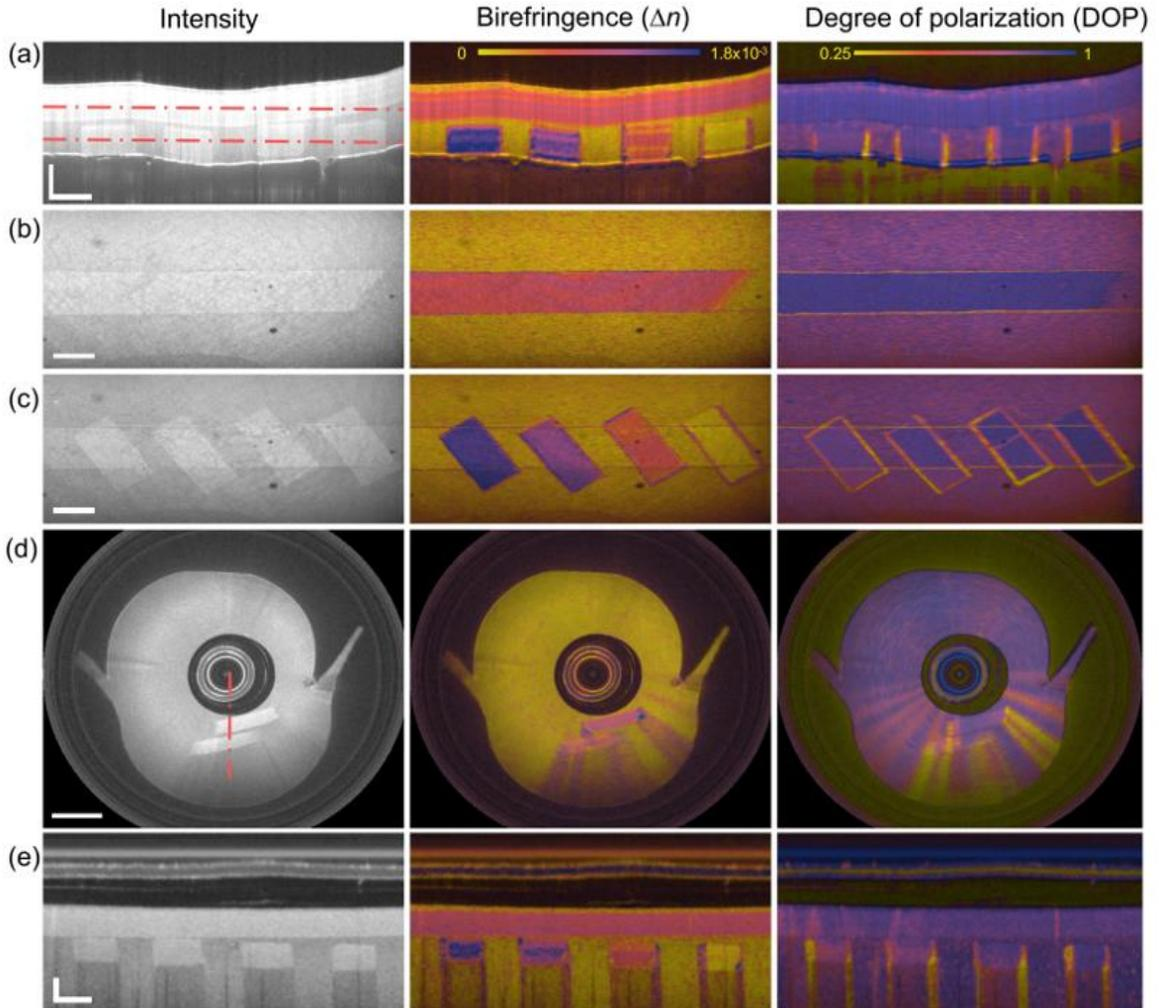 Intensity
Birefringence (Δn)
Degree of polarization (DOP)
(a)
0
1.8x10⁻³
0.25
1
(b)
(c)
(d)
(e)